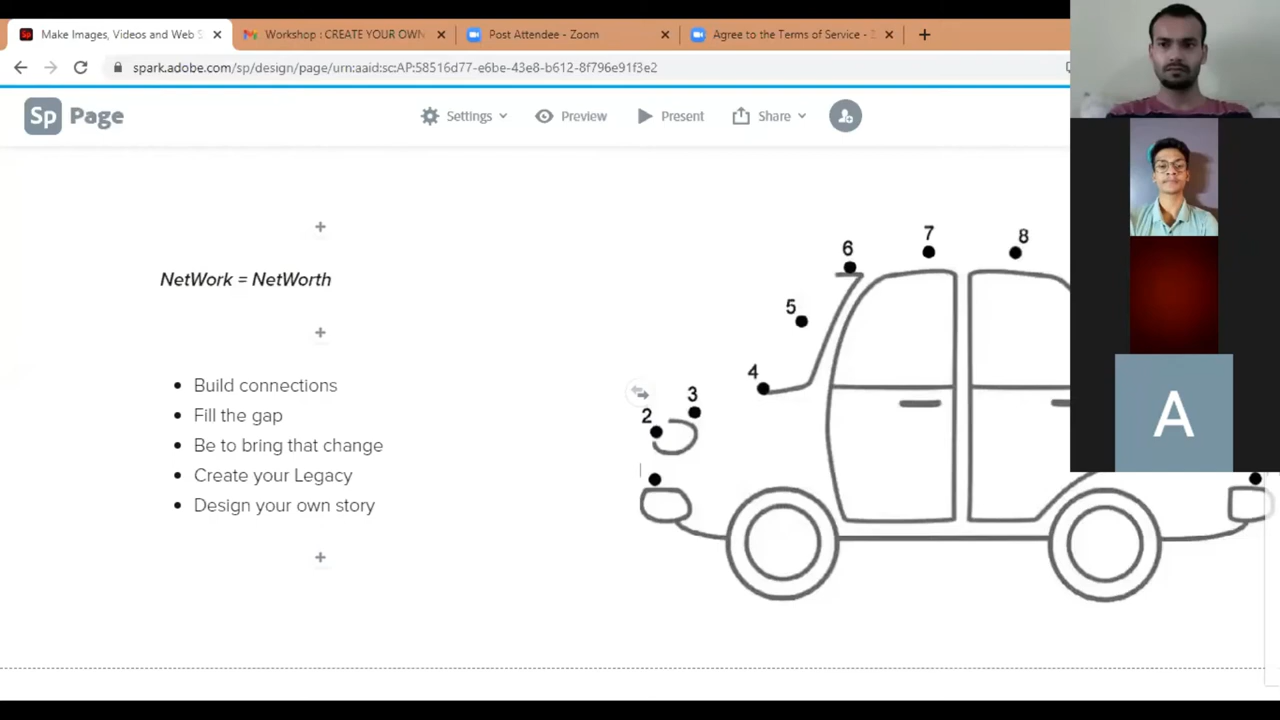 Make Images, Videos and Web S
Workshop : CREATE YOUR OWN
Post Attendee - Zoom
Agree to the Terms of Service -
spark.adobe.com/sp/design/page/urn:aaid:sc:AP:58516d77-e6be-43e8-b612-8f796e91f3e2
Sp Page
Settings
Preview
Present
Share
NetWork = NetWorth
Build connections
Fill the gap
Be to bring that change
Create your Legacy
Design your own story
2
3
4
5
6
7
8
A